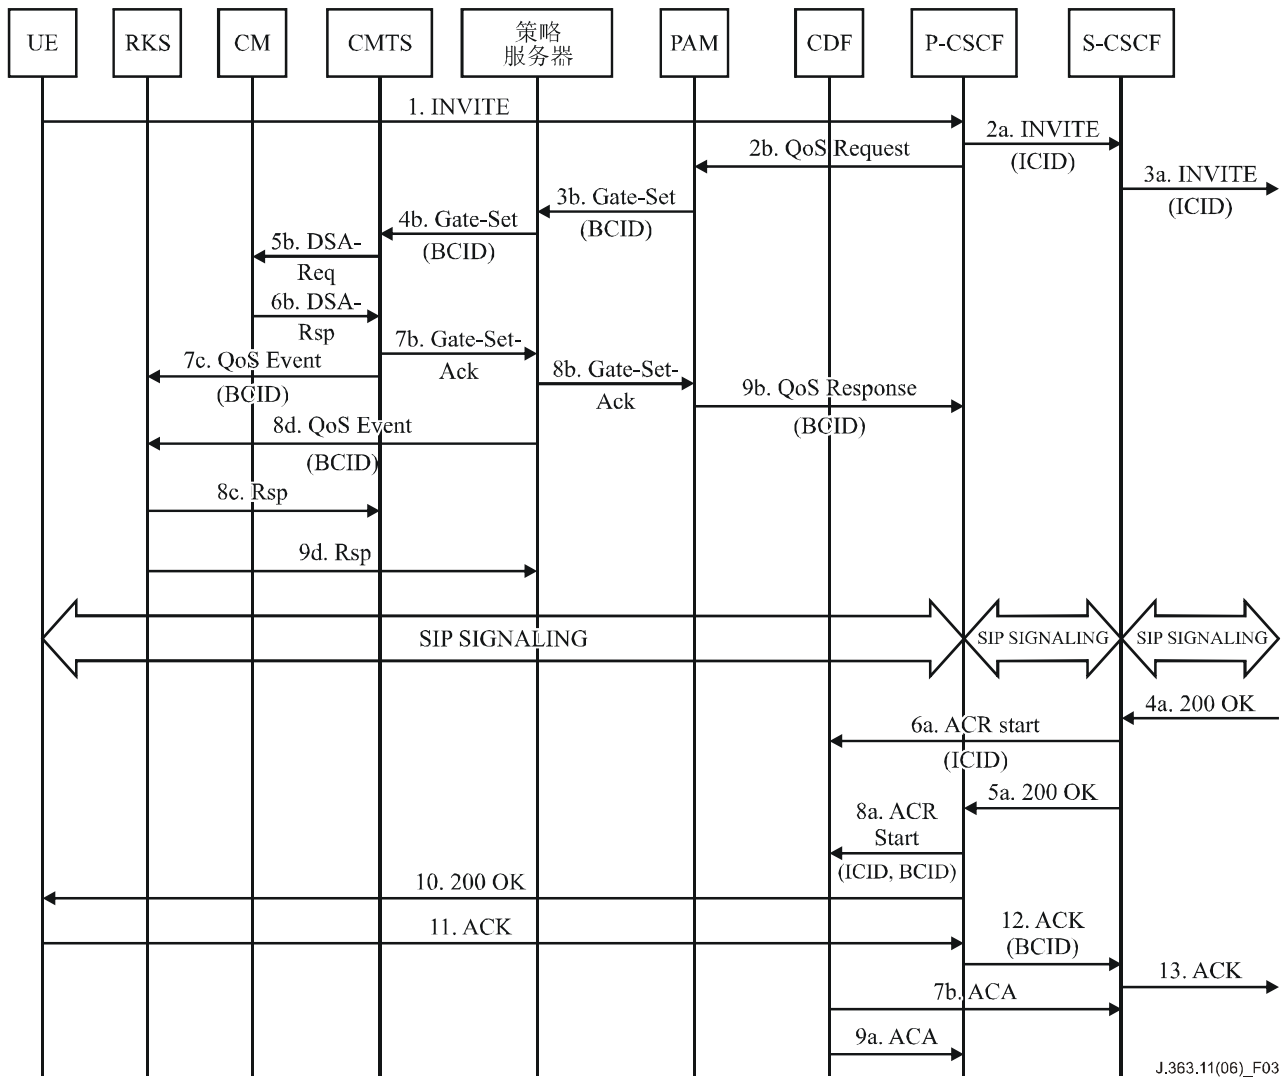 UE
RKS
CM
CMTS
策略
服务器
PAM
CDF
P-CSCF
S-CSCF
1. INVITE
2a. INVITE
(ICID)
2b. QoS Request
3a. INVITE
(ICID)
3b. Gate-Set
(BCID)
4b. Gate-Set
(BCID)
5b. DSA-
Req
6b. DSA-
Rsp
7b. Gate-Set-
Ack
7c. QoS Event
(BCID)
8b. Gate-Set-
Ack
9b. QoS Response
(BCID)
8d. QoS Event
(BCID)
8c. Rsp
9d. Rsp
SIP SIGNALING
SIP SIGNALING
SIP SIGNALING
4a. 200 OK
6a. ACR start
(ICID)
5a. 200 OK
8a. ACR
Start
(ICID, BCID)
10. 200 OK
11. ACK
12. ACK
(BCID)
13. ACK
7b. ACA
9a. ACA
J.363.11(06)_F03